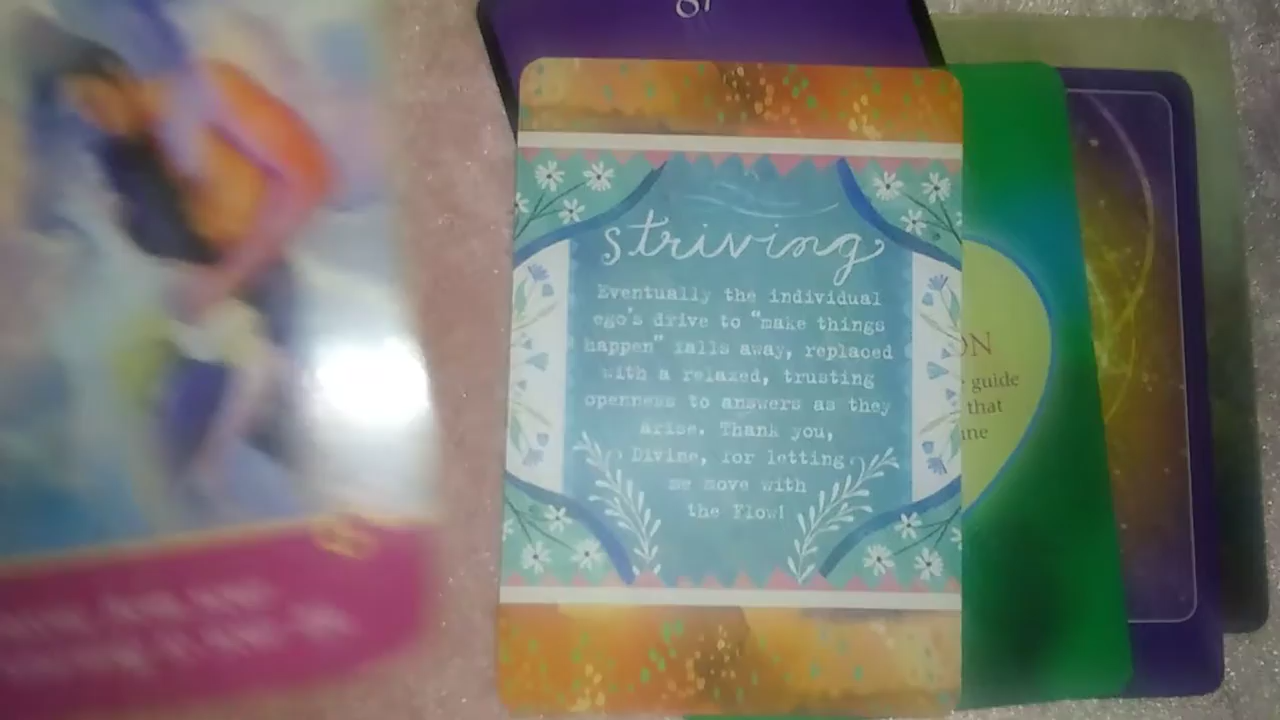 striving
Eventually the individual
ego's drive to "make things
happen" falls away, replaced
with a relaxed, trusting
openness to answers as they
arise. Thank you,
Divine, for letting
me move with
the Flow!
ON
guide
that